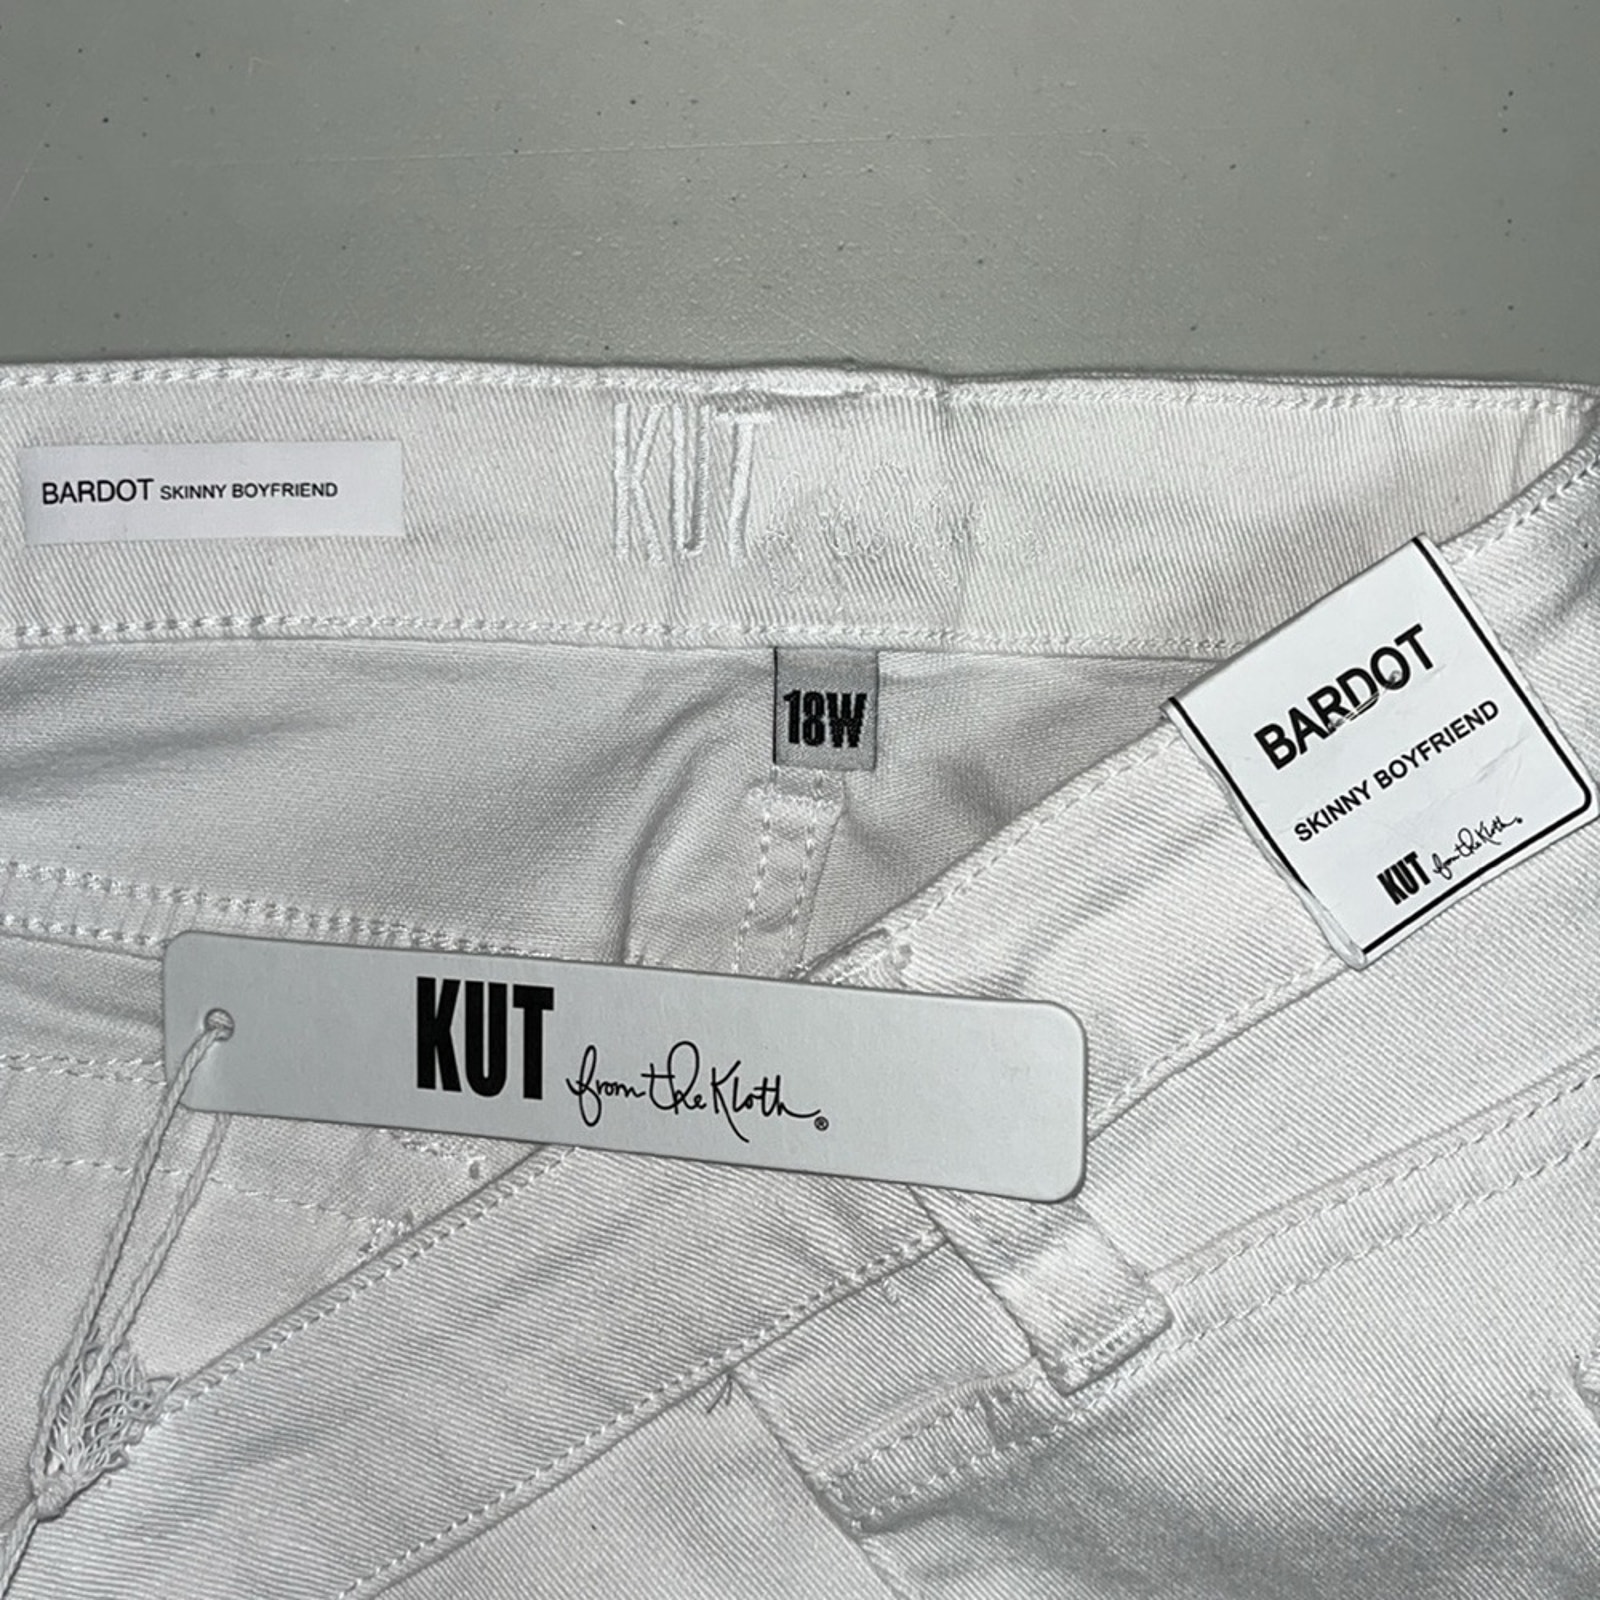 BARDOT SKINNY BOYFRIEND
KUT
18W
BARDOT
SKINNY BOYFRIEND
KUT from the Kloth
KUT from the Kloth®